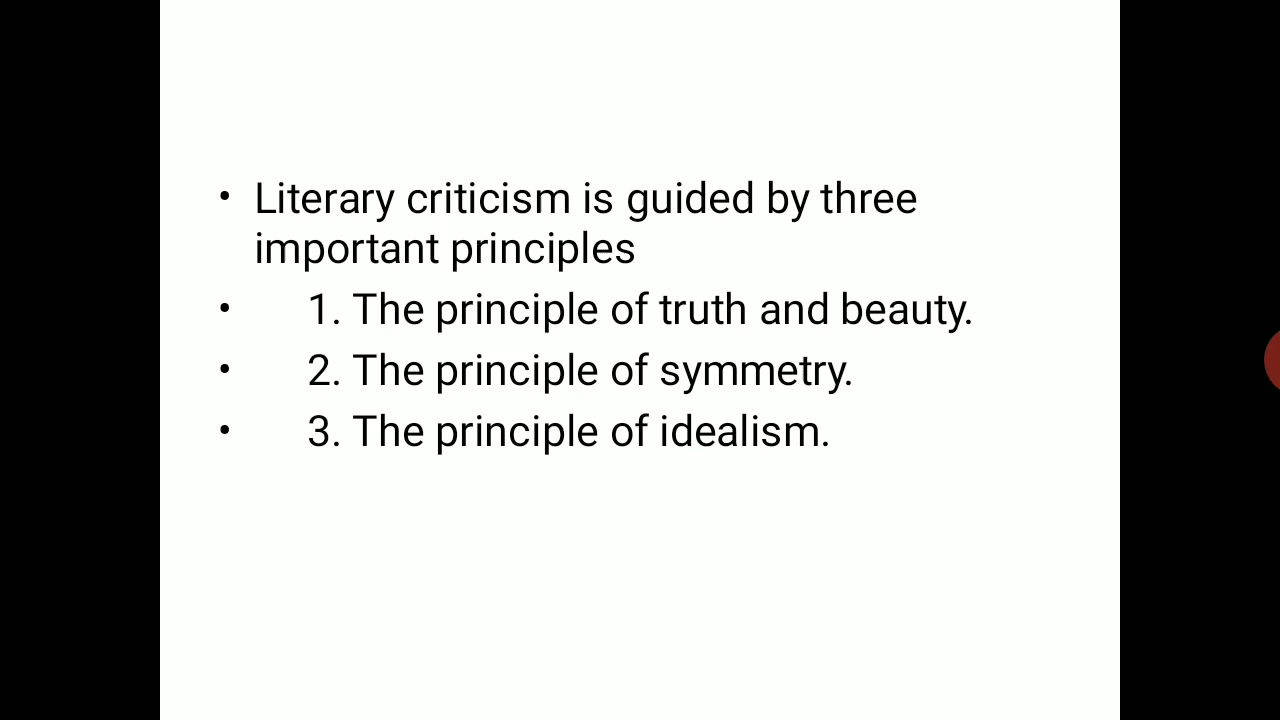 • Literary criticism is guided by three
important principles
• 1. The principle of truth and beauty.
• 2. The principle of symmetry.
• 3. The principle of idealism.